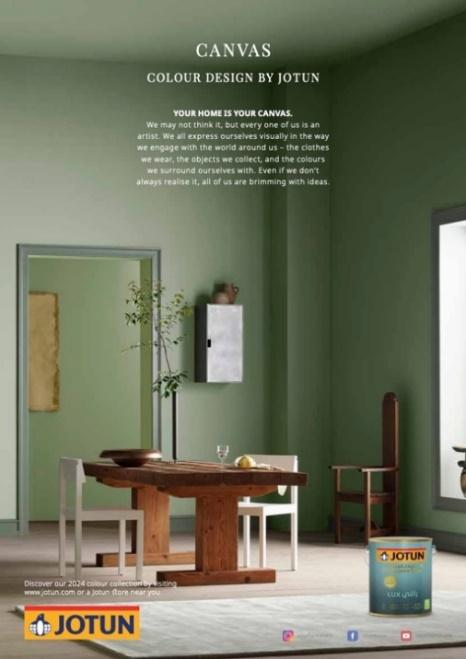 CANVAS
COLOUR DESIGN BY JOTUN
YOUR HOME IS YOUR CANVAS.
We may not think it, but every one of us is an
artist. We all express ourselves visually in the way
we engage with the world around us – the clothes
we wear, the objects we collect, and the colours
we surround ourselves with. Even if we don't
always realise it, all of us are brimming with ideas.
JOTUN
LUX راقي
Discover our 2024 colour collection by visiting
www.jotun.com or a Jotun store near you
JOTUN